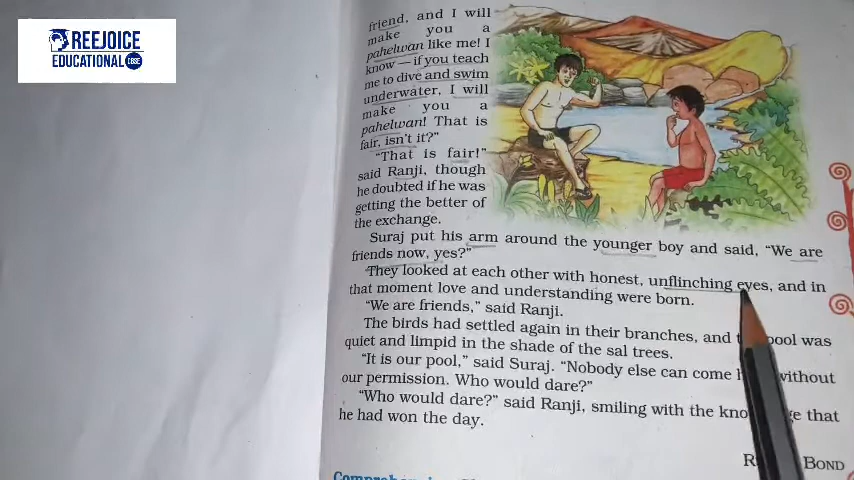 REEJOICE
EDUCATIONAL CBSE
friend, and I will
make you a
pahelwan like me! I
know — if you teach
me to dive and swim
underwater, I will
make you a
pahelwan! That is
fair, isn't it?"
"That is fair!"
said Ranji, though
he doubted if he was
getting the better of
the exchange.
Suraj put his arm around the younger boy and said, "We are
friends now, yes?"
They looked at each other with honest, unflinching eyes, and in
that moment love and understanding were born.
"We are friends," said Ranji.
The birds had settled again in their branches, and pool was
quiet and limpid in the shade of the sal trees.
"It is our pool," said Suraj. "Nobody else can come without
our permission. Who would dare?"
"Who would dare?" said Ranji, smiling with the that
he had won the day.
BOND